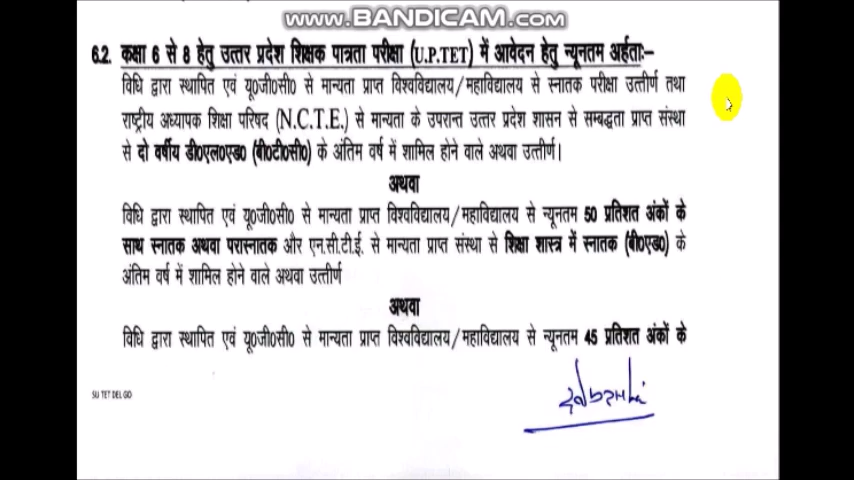 www.BANDICAM.com
6.2. कक्षा 6 से 8 हेतु उत्तर प्रदेश शिक्षक पात्रता परीक्षा (U.P.TET) में आवेदन हेतु न्यूनतम अर्हताः–
विधि द्वारा स्थापित एवं यू0जी0सी0 से मान्यता प्राप्त विश्वविद्यालय/महाविद्यालय से स्नातक परीक्षा उत्तीर्ण तथा
राष्ट्रीय अध्यापक शिक्षा परिषद (N.C.T.E.) से मान्यता के उपरान्त उत्तर प्रदेश शासन से सम्बद्धता प्राप्त संस्था
से दो वर्षीय डी0एल0एड0 (बी0टी0सी0) के अंतिम वर्ष में शामिल होने वाले अथवा उत्तीर्ण।
अथवा
विधि द्वारा स्थापित एवं यू0जी0सी0 से मान्यता प्राप्त विश्वविद्यालय/महाविद्यालय से न्यूनतम 50 प्रतिशत अंकों के
साथ स्नातक अथवा परास्नातक और एन.सी.टी.ई. से मान्यता प्राप्त संस्था से शिक्षा शास्त्र में स्नातक (बी0एड0) के
अंतिम वर्ष में शामिल होने वाले अथवा उत्तीर्ण
अथवा
विधि द्वारा स्थापित एवं यू0जी0सी0 से मान्यता प्राप्त विश्वविद्यालय/महाविद्यालय से न्यूनतम 45 प्रतिशत अंकों के
SU TET DEL GO